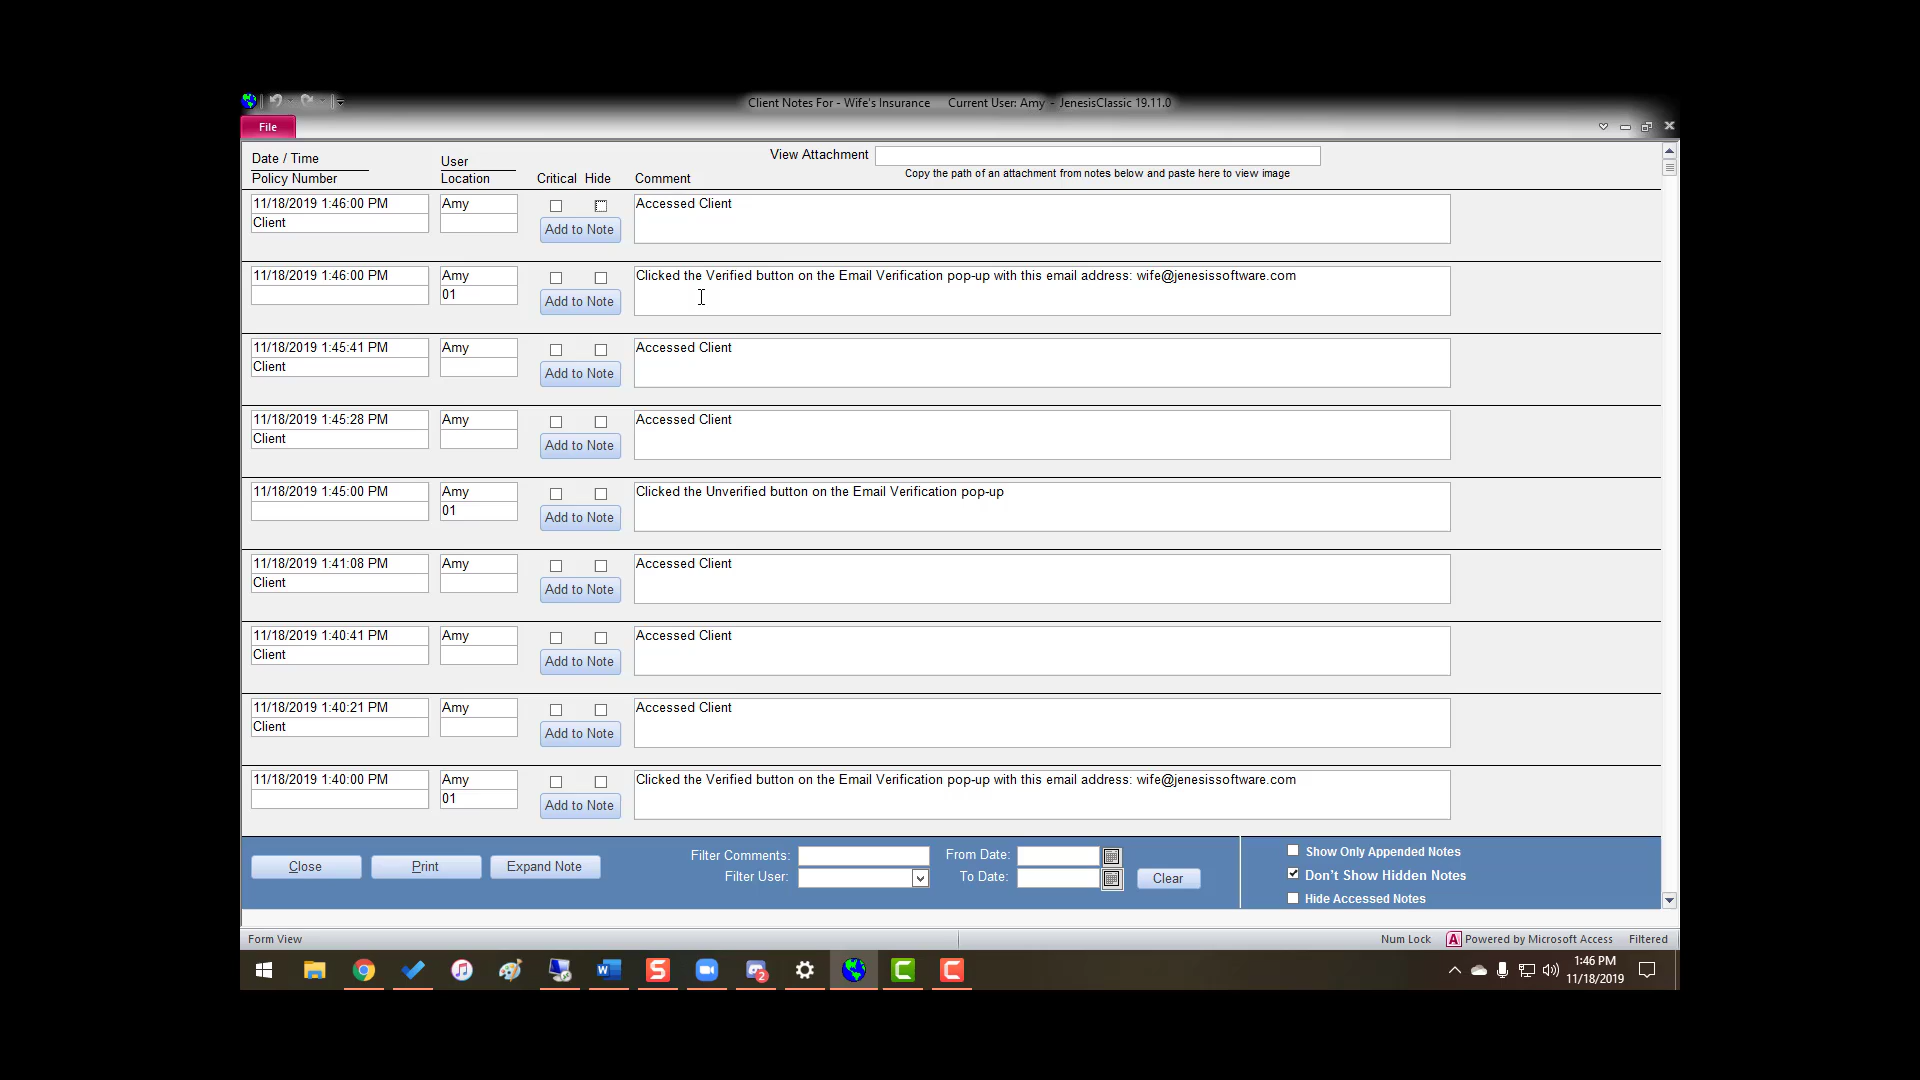 Client Notes For - Wife's Insurance Current User: Amy - JenesisClassic 19.11.0
File
Date / Time
Policy Number
User
Location
Critical Hide Comment
View Attachment
Copy the path of an attachment from notes below and paste here to view image
11/18/2019 1:46:00 PM Amy Accessed Client
Client
Add to Note
11/18/2019 1:46:00 PM Amy Clicked the Verified button on the Email Verification pop-up with this email address: wife@jenesissoftware.com
01
Add to Note
11/18/2019 1:45:41 PM Amy Accessed Client
Client
Add to Note
11/18/2019 1:45:28 PM Amy Accessed Client
Client
Add to Note
11/18/2019 1:45:00 PM Amy Clicked the Unverified button on the Email Verification pop-up
01
Add to Note
11/18/2019 1:41:08 PM Amy Accessed Client
Client
Add to Note
11/18/2019 1:40:41 PM Amy Accessed Client
Client
Add to Note
11/18/2019 1:40:21 PM Amy Accessed Client
Client
Add to Note
11/18/2019 1:40:00 PM Amy Clicked the Verified button on the Email Verification pop-up with this email address: wife@jenesissoftware.com
01
Add to Note
Close Print Expand Note
Filter Comments: From Date:
Filter User: To Date: Clear
Show Only Appended Notes
Don't Show Hidden Notes
Hide Accessed Notes
Form View Num Lock A Powered by Microsoft Access Filtered
1:46 PM
11/18/2019